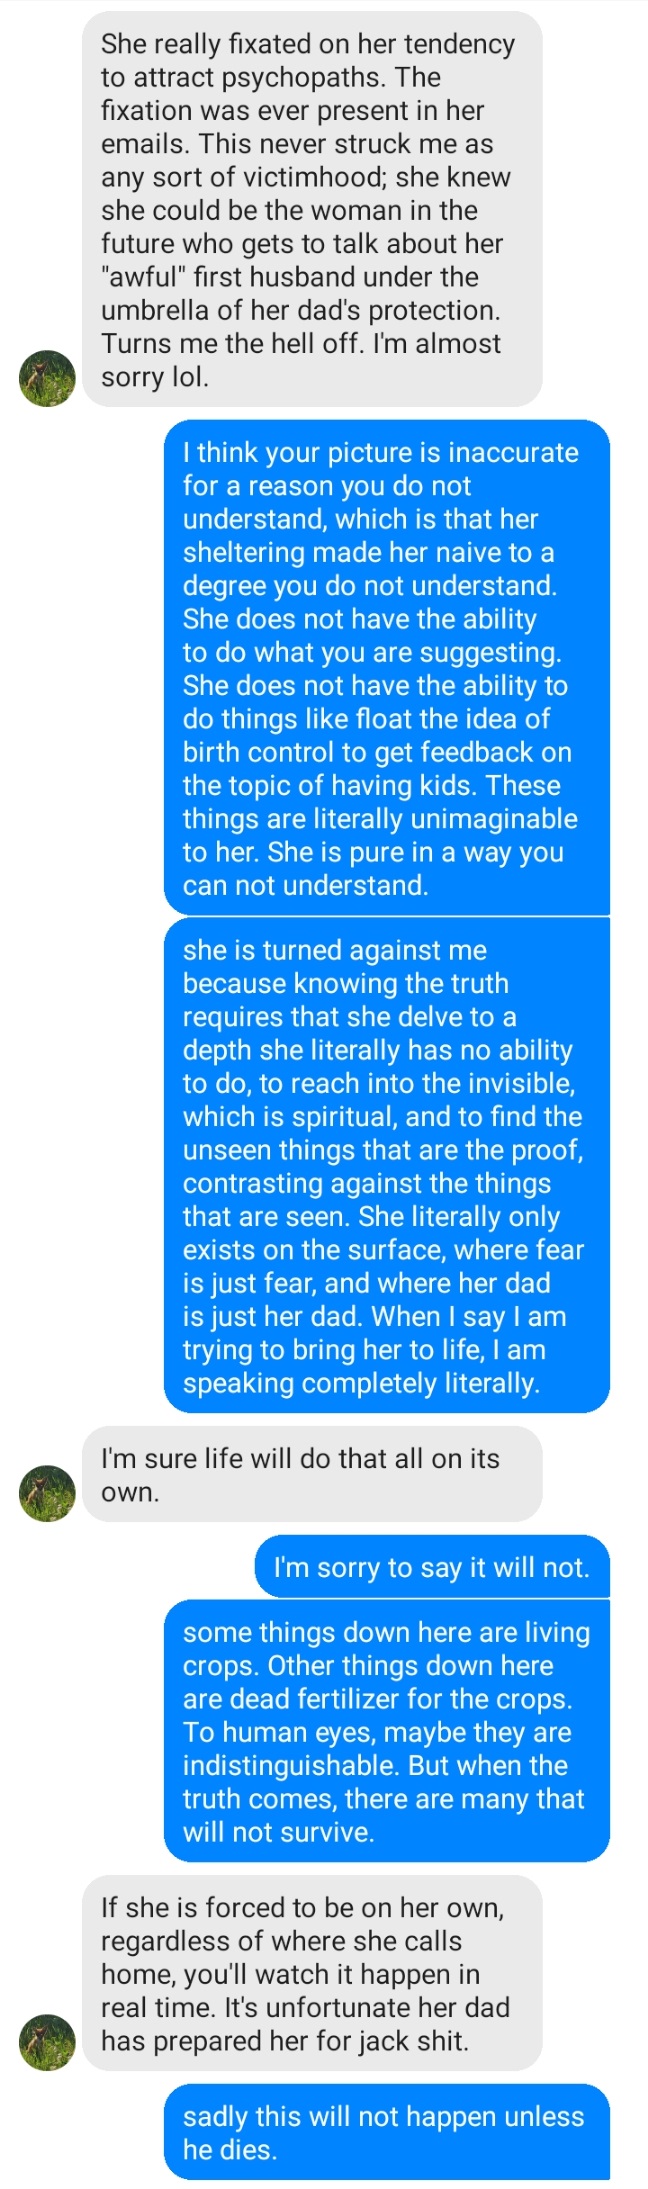 She really fixated on her tendency
to attract psychopaths. The
fixation was ever present in her
emails. This never struck me as
any sort of victimhood; she knew
she could be the woman in the
future who gets to talk about her
"awful" first husband under the
umbrella of her dad's protection.
Turns me the hell off. I'm almost
sorry lol.
I think your picture is inaccurate
for a reason you do not
understand, which is that her
sheltering made her naive to a
degree you do not understand.
She does not have the ability
to do what you are suggesting.
She does not have the ability to
do things like float the idea of
birth control to get feedback on
the topic of having kids. These
things are literally unimaginable
to her. She is pure in a way you
can not understand.
she is turned against me
because knowing the truth
requires that she delve to a
depth she literally has no ability
to do, to reach into the invisible,
which is spiritual, and to find the
unseen things that are the proof,
contrasting against the things
that are seen. She literally only
exists on the surface, where fear
is just fear, and where her dad
is just her dad. When I say I am
trying to bring her to life, I am
speaking completely literally.
I'm sure life will do that all on its
own.
I'm sorry to say it will not.
some things down here are living
crops. Other things down here
are dead fertilizer for the crops.
To human eyes, maybe they are
indistinguishable. But when the
truth comes, there are many that
will not survive.
If she is forced to be on her own,
regardless of where she calls
home, you'll watch it happen in
real time. It's unfortunate her dad
has prepared her for jack shit.
sadly this will not happen unless
he dies.